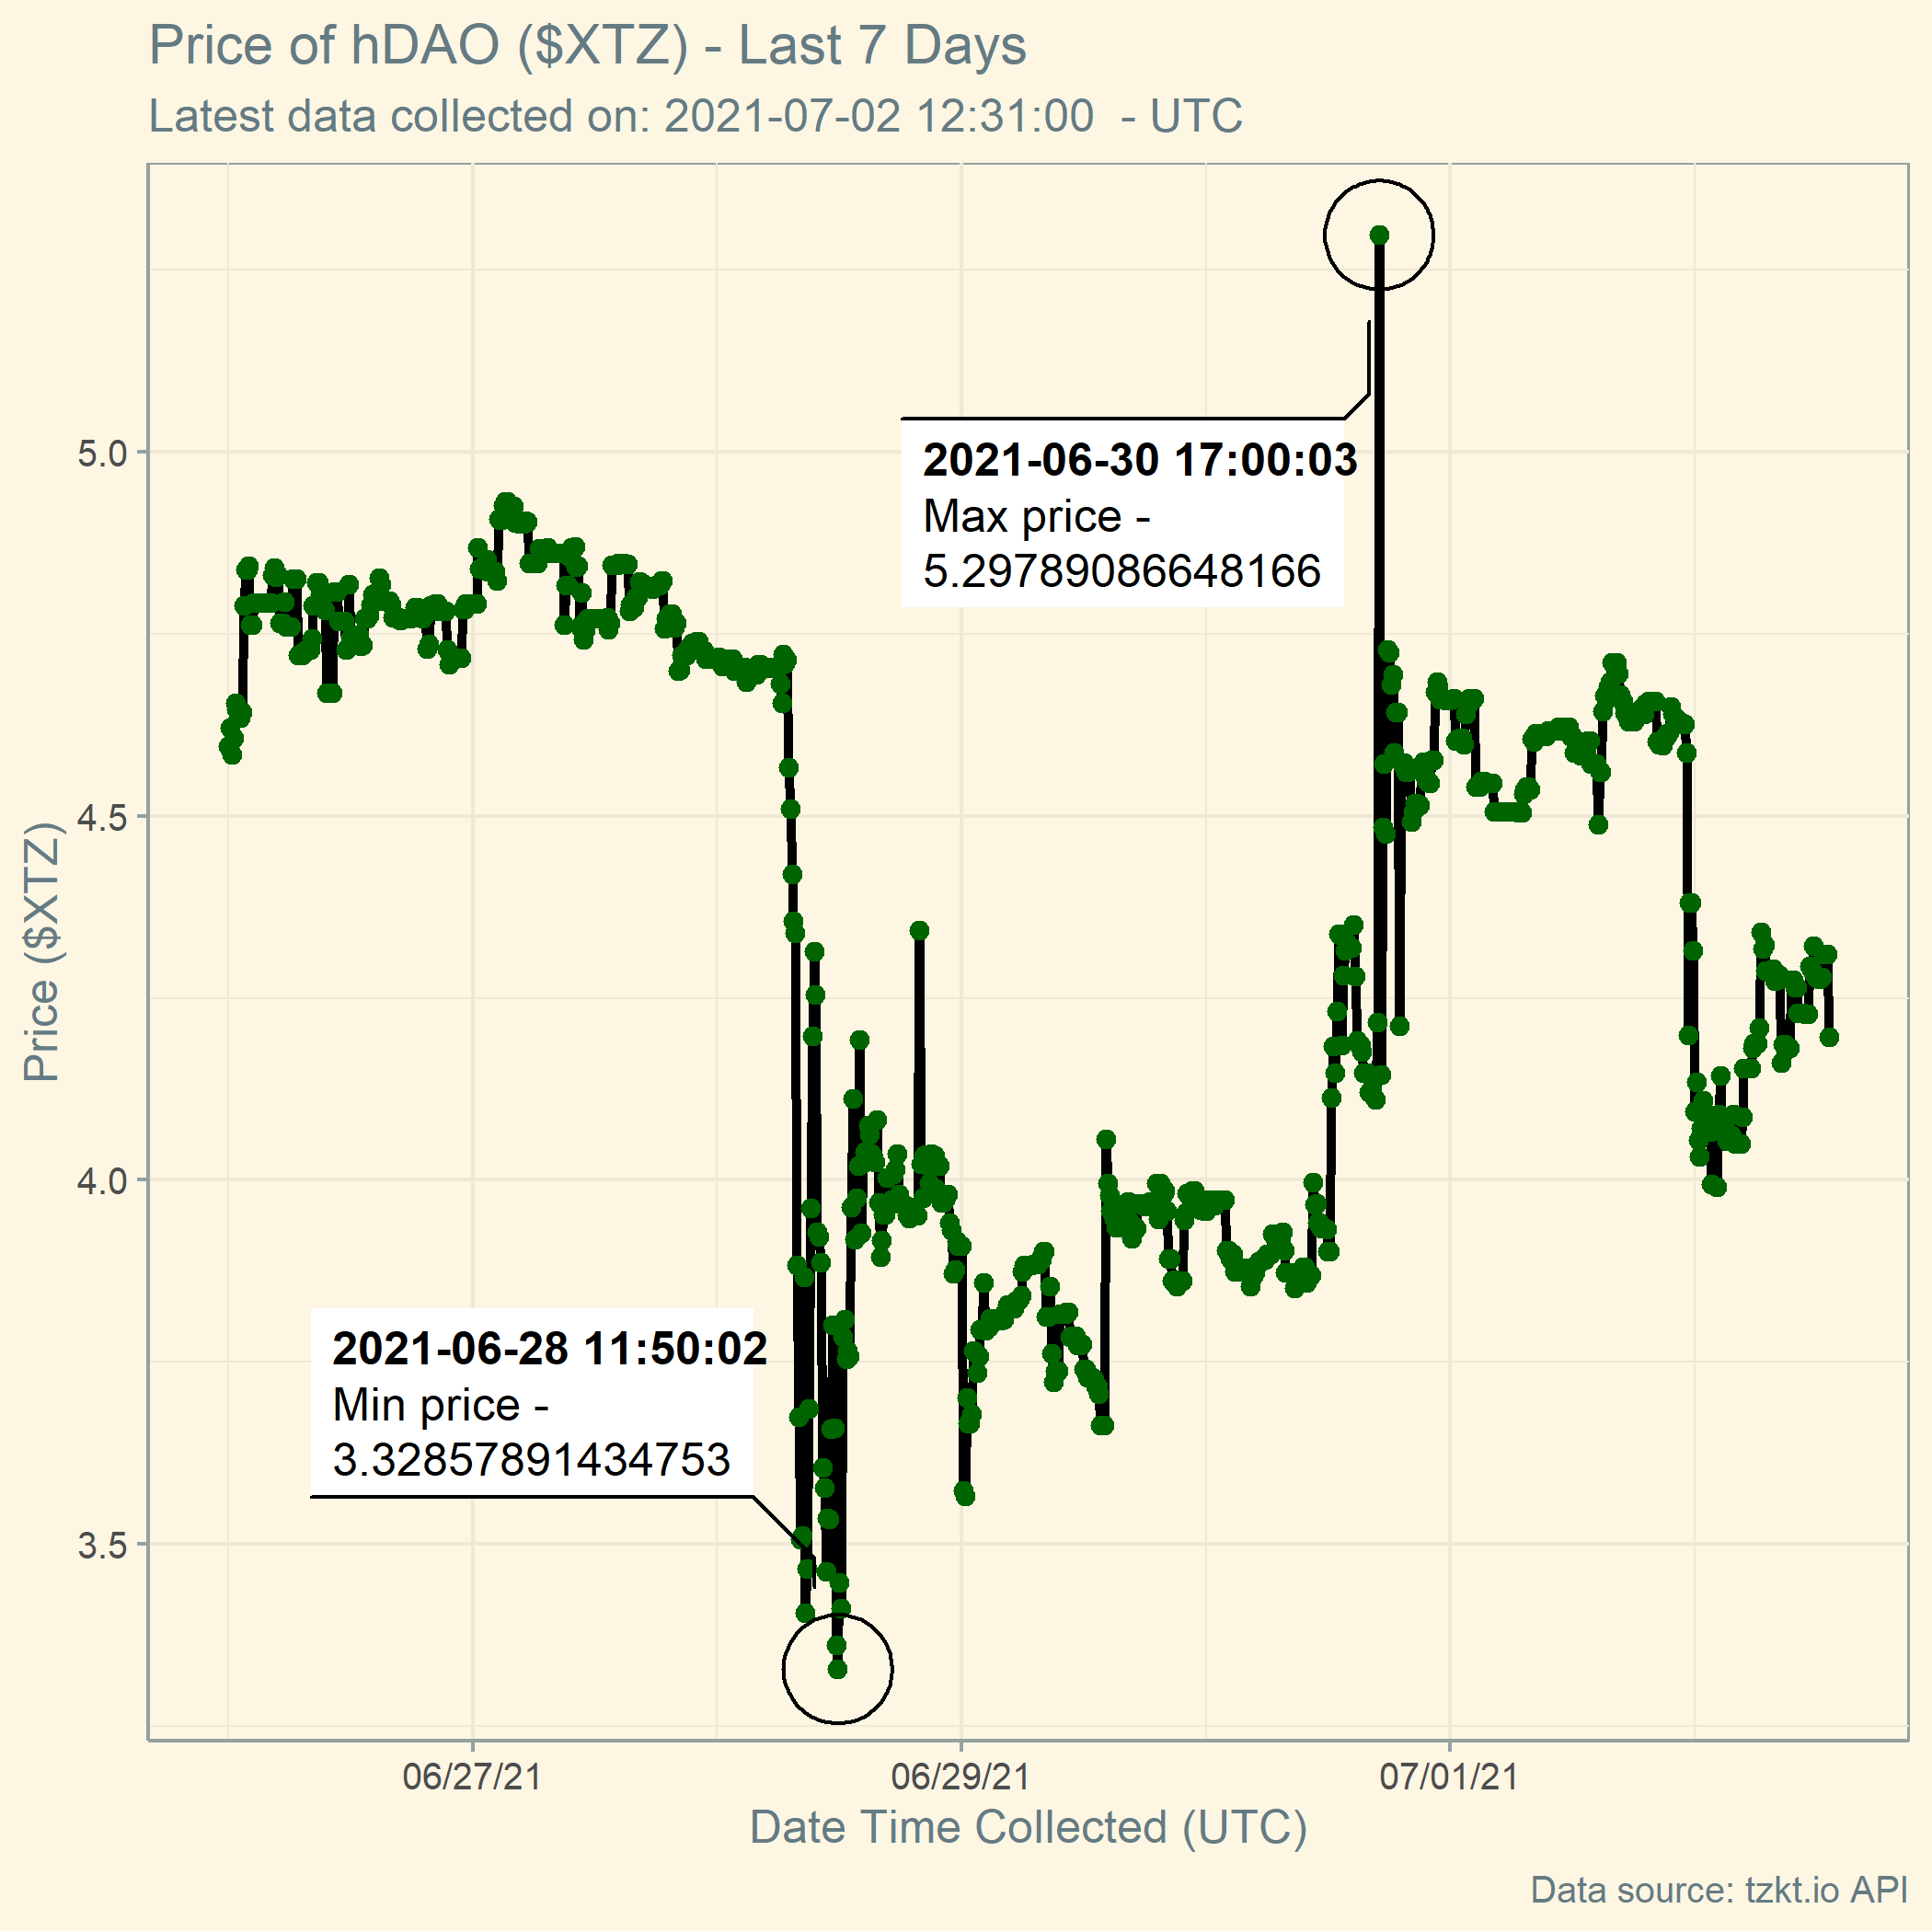 Price of hDAO ($XTZ) - Last 7 Days
Latest data collected on: 2021-07-02 12:31:00  - UTC
2021-06-30 17:00:03
Max price -
5.29789086648166
2021-06-28 11:50:02
Min price -
3.32857891434753
Price ($XTZ)
5.0
4.5
4.0
3.5
06/27/21
06/29/21
07/01/21
Date Time Collected (UTC)
Data source: tzkt.io API